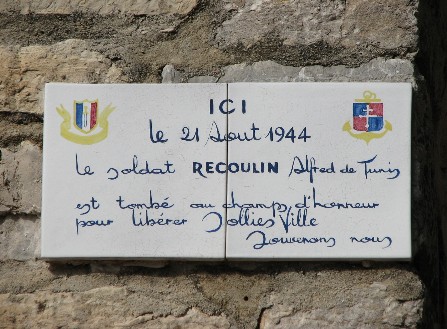 ICI
le 21 Aout 1944
Le soldat RECOULIN Alfred de Tunis
est tombé au champs d'honneur
pour libérer Solliès Ville
Souvenons nous